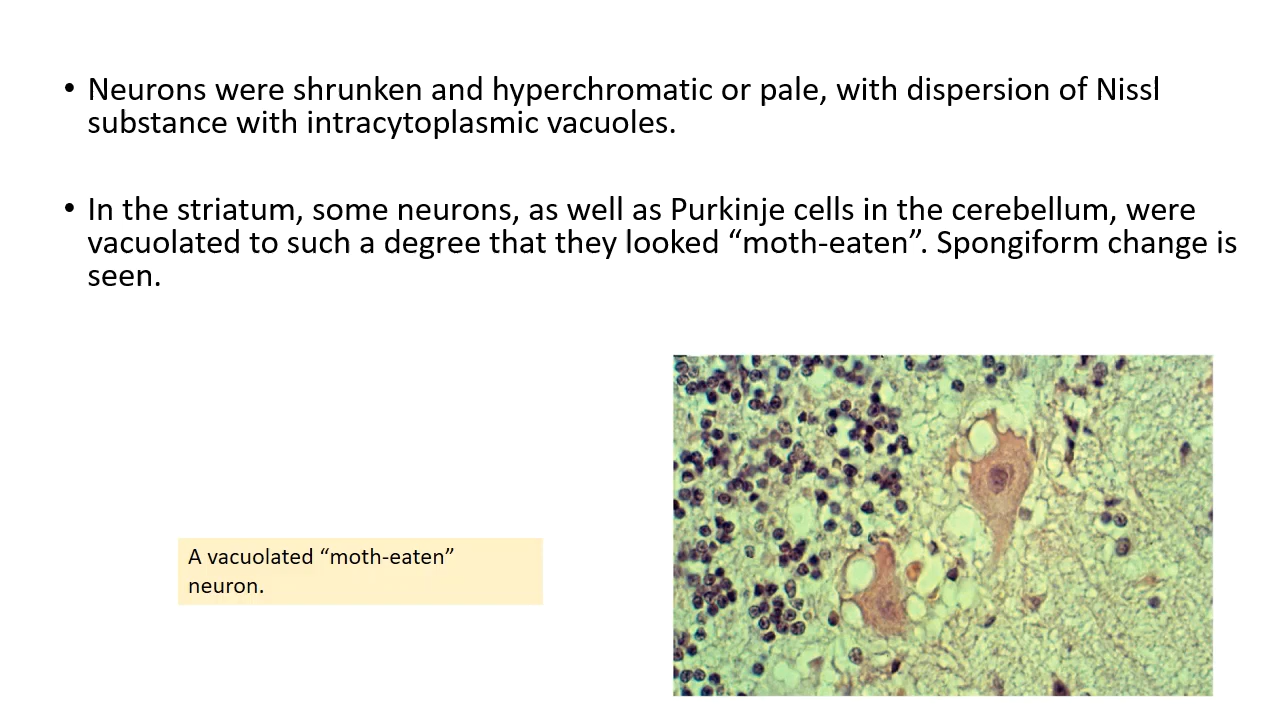 • Neurons were shrunken and hyperchromatic or pale, with dispersion of Nissl
substance with intracytoplasmic vacuoles.
• In the striatum, some neurons, as well as Purkinje cells in the cerebellum, were
vacuolated to such a degree that they looked “moth-eaten”. Spongiform change is
seen.
A vacuolated “moth-eaten”
neuron.